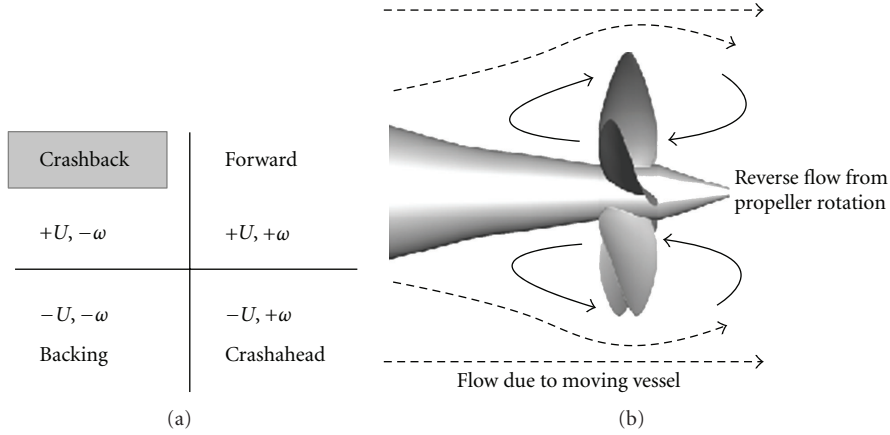 Crashback
Forward
+U, −ω
+U, +ω
−U, −ω
−U, +ω
Backing
Crashahead
(a)
Reverse flow from
propeller rotation
Flow due to moving vessel
(b)